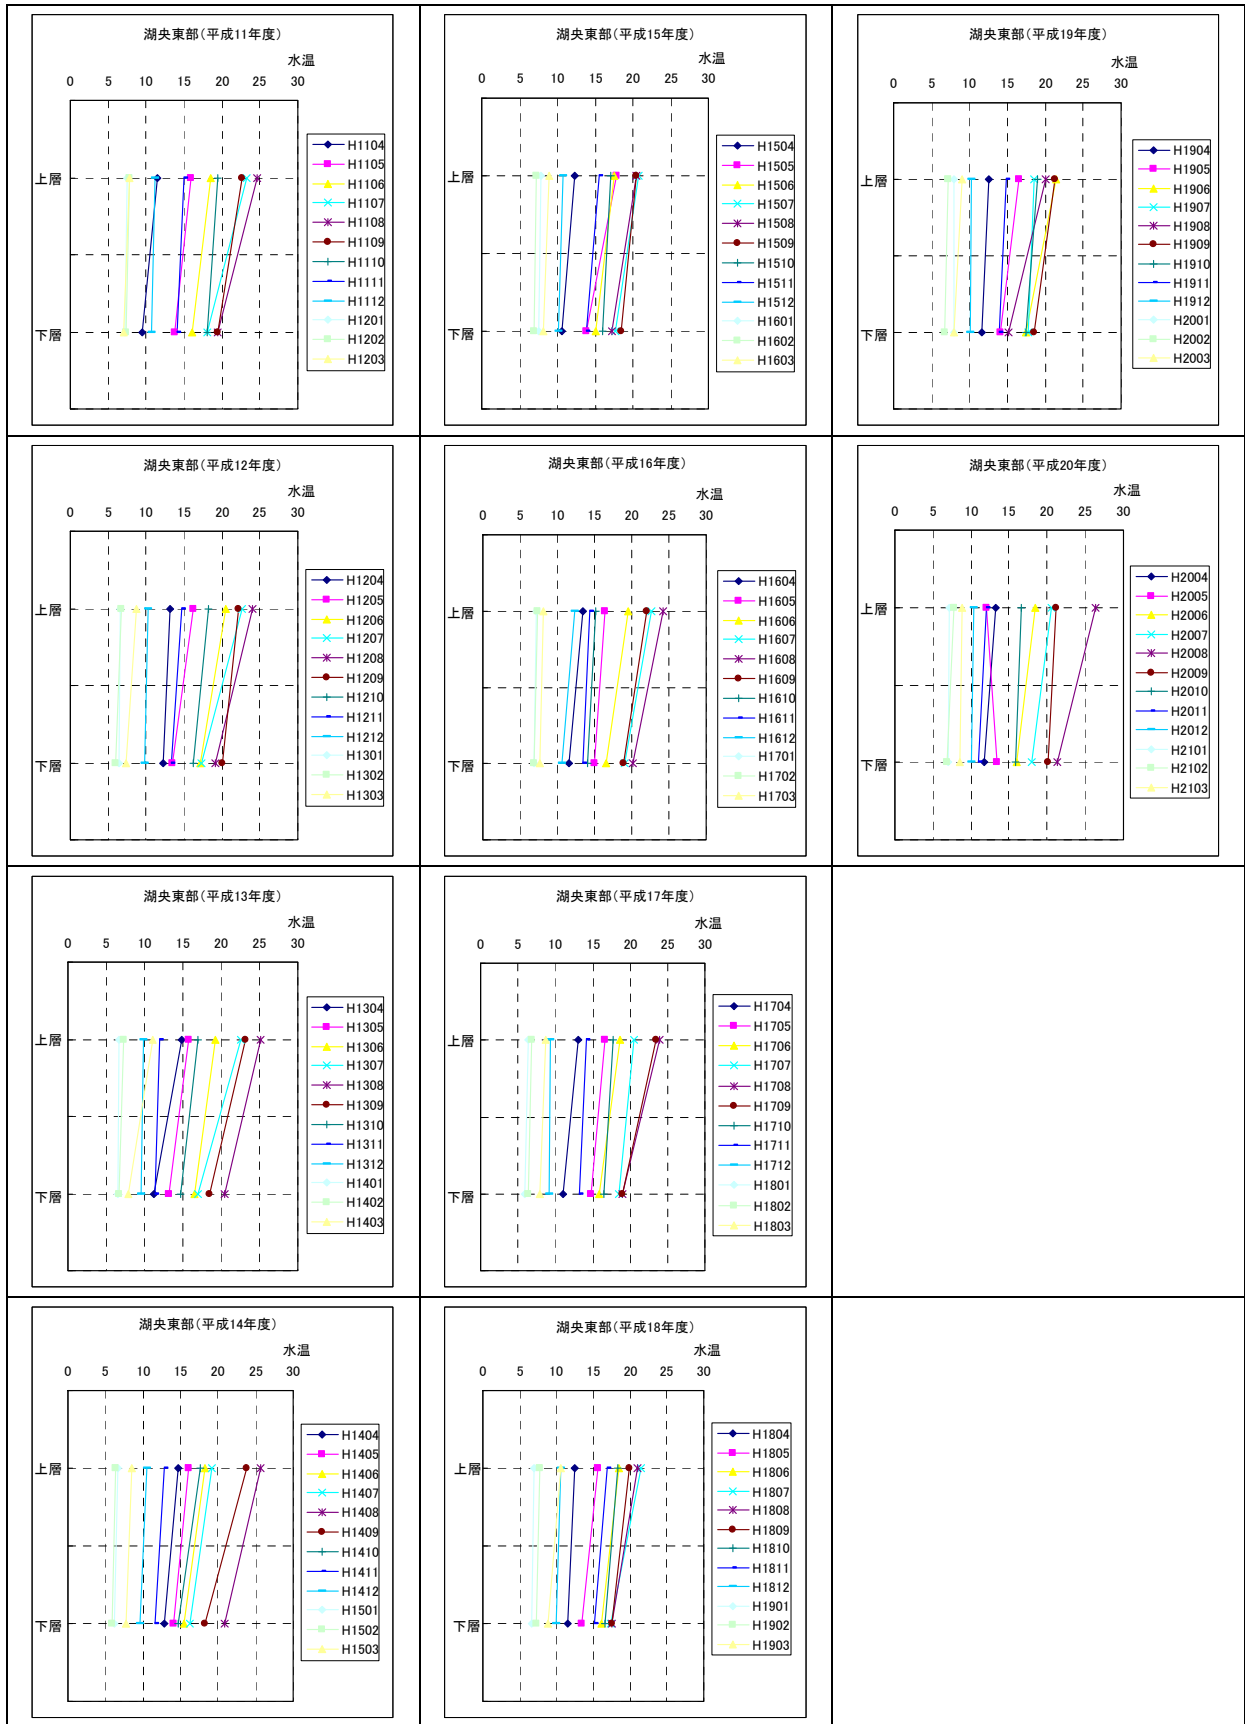 湖央東部(平成11年度)
水温
0 5 10 15 20 25 30
上層
下層
H1104
H1105
H1106
H1107
H1108
H1109
H1110
H1111
H1112
H1201
H1202
H1203
湖央東部(平成15年度)
水温
0 5 10 15 20 25 30
上層
下層
H1504
H1505
H1506
H1507
H1508
H1509
H1510
H1511
H1512
H1601
H1602
H1603
湖央東部(平成19年度)
水温
0 5 10 15 20 25 30
上層
下層
H1904
H1905
H1906
H1907
H1908
H1909
H1910
H1911
H1912
H2001
H2002
H2003
湖央東部(平成12年度)
水温
0 5 10 15 20 25 30
上層
下層
H1204
H1205
H1206
H1207
H1208
H1209
H1210
H1211
H1212
H1301
H1302
H1303
湖央東部(平成16年度)
水温
0 5 10 15 20 25 30
上層
下層
H1604
H1605
H1606
H1607
H1608
H1609
H1610
H1611
H1612
H1701
H1702
H1703
湖央東部(平成20年度)
水温
0 5 10 15 20 25 30
上層
下層
H2004
H2005
H2006
H2007
H2008
H2009
H2010
H2011
H2012
H2101
H2102
H2103
湖央東部(平成13年度)
水温
0 5 10 15 20 25 30
上層
下層
H1304
H1305
H1306
H1307
H1308
H1309
H1310
H1311
H1312
H1401
H1402
H1403
湖央東部(平成17年度)
水温
0 5 10 15 20 25 30
上層
下層
H1704
H1705
H1706
H1707
H1708
H1709
H1710
H1711
H1712
H1801
H1802
H1803
湖央東部(平成14年度)
水温
0 5 10 15 20 25 30
上層
下層
H1404
H1405
H1406
H1407
H1408
H1409
H1410
H1411
H1412
H1501
H1502
H1503
湖央東部(平成18年度)
水温
0 5 10 15 20 25 30
上層
下層
H1804
H1805
H1806
H1807
H1808
H1809
H1810
H1811
H1812
H1901
H1902
H1903